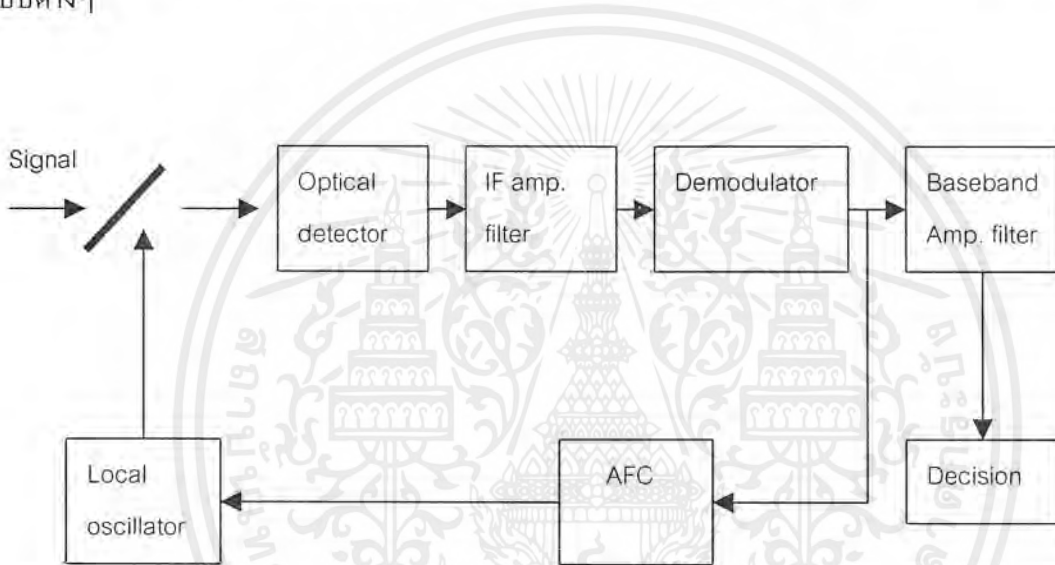 Signal
Optical
detector
IF amp.
filter
Demodulator
Baseband
Amp. filter
Local
oscillator
AFC
Decision